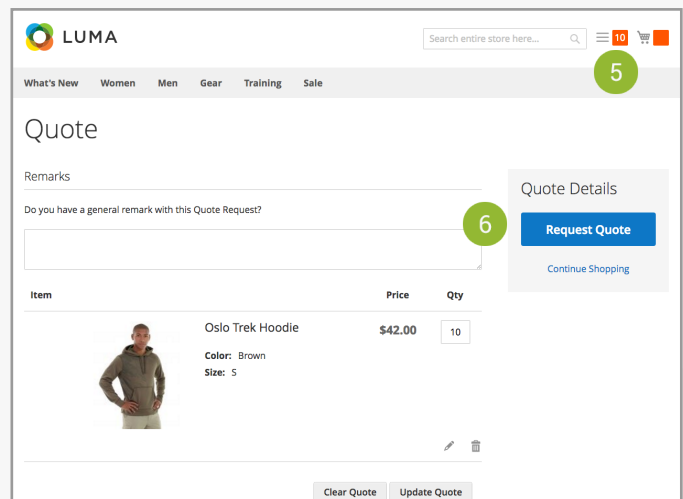 LUMA
Search entire store here...
10
5
What's New Women Men Gear Training Sale
Quote
Remarks
Quote Details
Do you have a general remark with this Quote Request?
6
Request Quote
Continue Shopping
Item Price Qty
Oslo Trek Hoodie $42.00 10
Color: Brown
Size: S
Clear Quote Update Quote